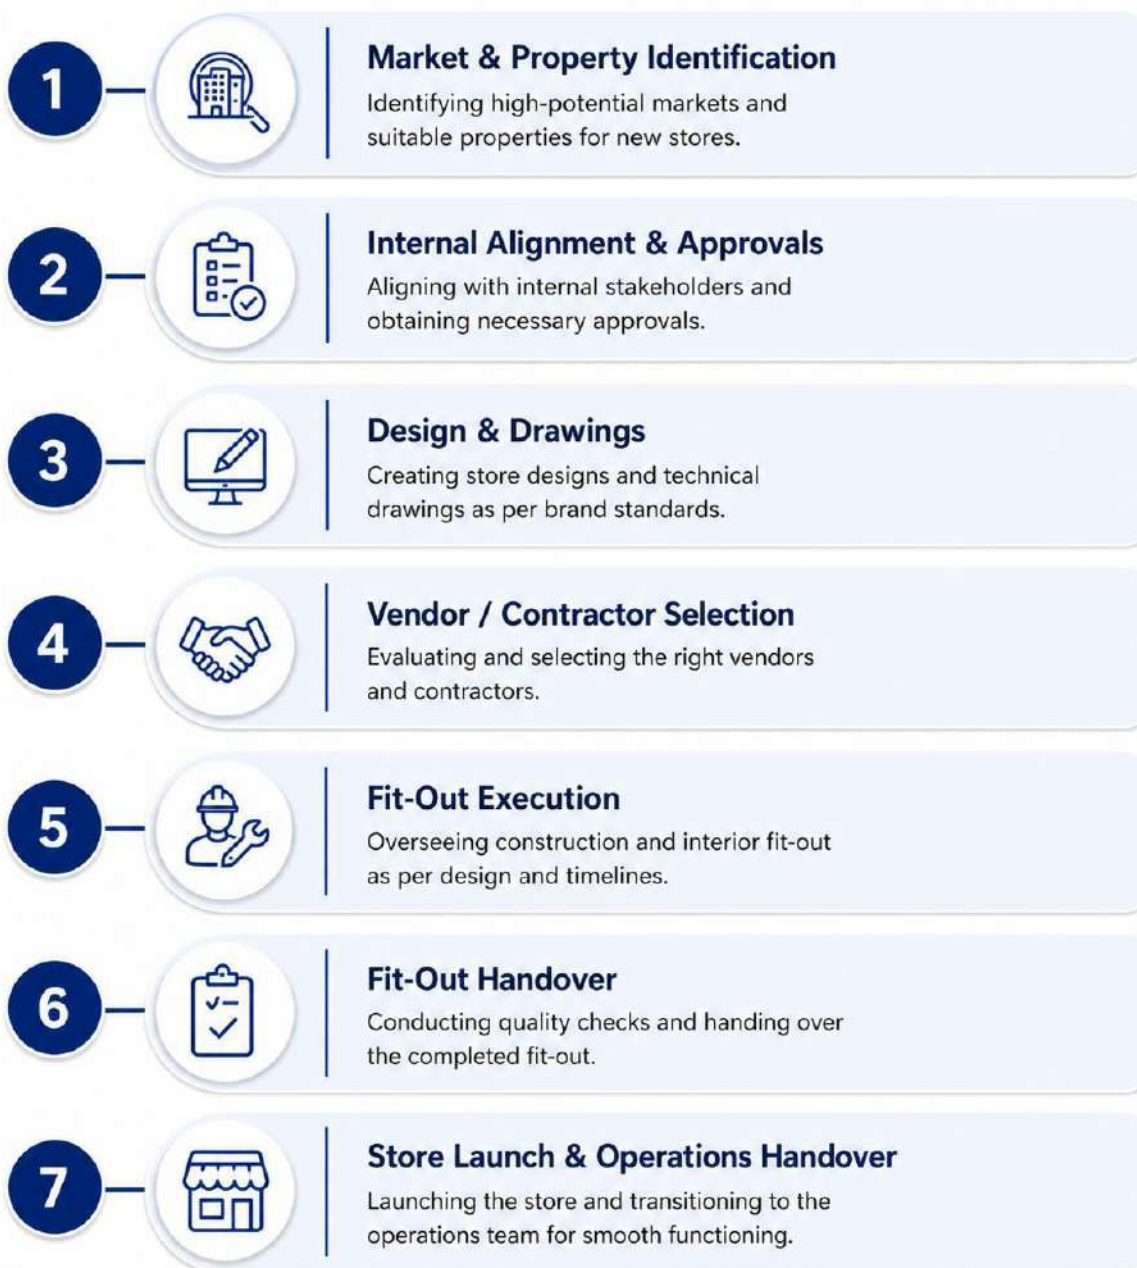 1
Market & Property Identification
Identifying high-potential markets and
suitable properties for new stores.
2
Internal Alignment & Approvals
Aligning with internal stakeholders and
obtaining necessary approvals.
3
Design & Drawings
Creating store designs and technical
drawings as per brand standards.
4
Vendor / Contractor Selection
Evaluating and selecting the right vendors
and contractors.
5
Fit-Out Execution
Overseeing construction and interior fit-out
as per design and timelines.
6
Fit-Out Handover
Conducting quality checks and handing over
the completed fit-out.
7
Store Launch & Operations Handover
Launching the store and transitioning to the
operations team for smooth functioning.